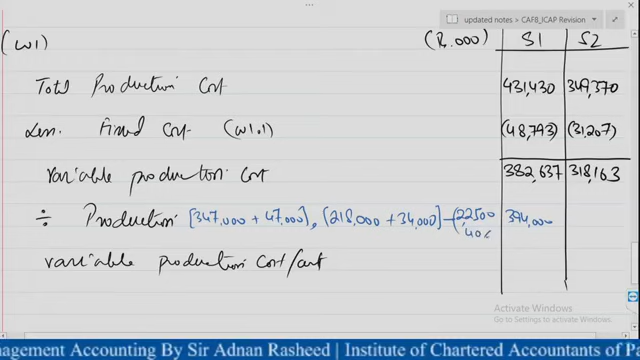 updated notes > CAF8_ICAP Revision
(W1) (R.000) S1 S2
Total Production Cost 431,430 349,370
Less. Fixed Cost (W1.1) (48,793) (31,207)
Variable production cost 382,637 318,163
÷ Production [347,000 + 47,000), (218,000 + 34,000] - (22500 394,000
variable production cost/unit
Activate Windows
Go to Settings to activate Windows.
nagement Accounting By Sir Adnan Rasheed | Institute of Chartered Accountants of Pa